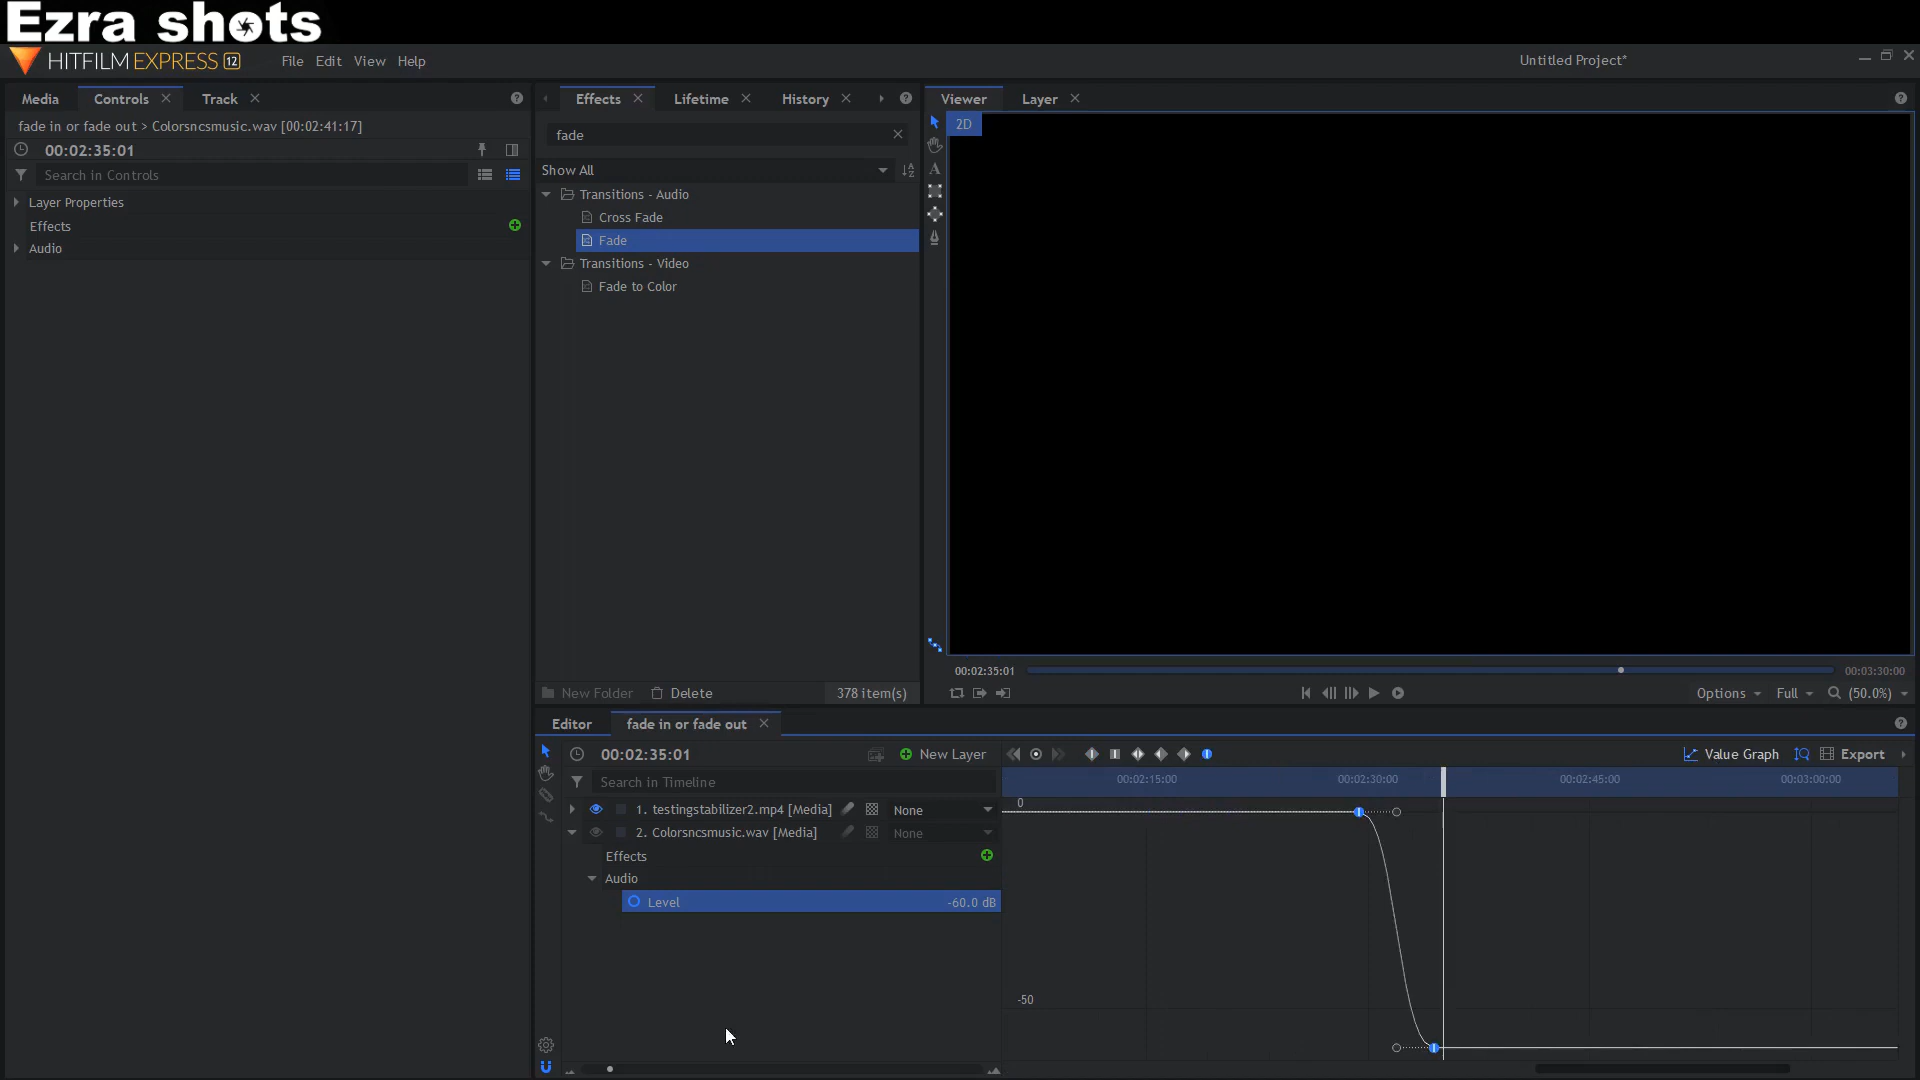 Ezra shots
HITFILM EXPRESS 12 File Edit View Help Untitled Project*
Media Controls Track
fade in or fade out > Colorsncsmusic.wav [00:02:41:17]
00:02:35:01
Search in Controls
Layer Properties
Effects
Audio
Effects Lifetime History
fade
Show All
Transitions - Audio
Cross Fade
Fade
Transitions - Video
Fade to Color
New Folder Delete 378 item(s)
Viewer Layer
2D
A
00:02:35:01 00:03:30:00
Options Full (50.0%)
Editor fade in or fade out
00:02:35:01 New Layer Value Graph Export
Search in Timeline
00:02:15:00 00:02:30:00 00:02:45:00 00:03:00:00
1. testingstabilizer2.mp4 [Media] None
2. Colorsncsmusic.wav [Media] None
Effects
Audio
Level -60.0 dB
0
-50